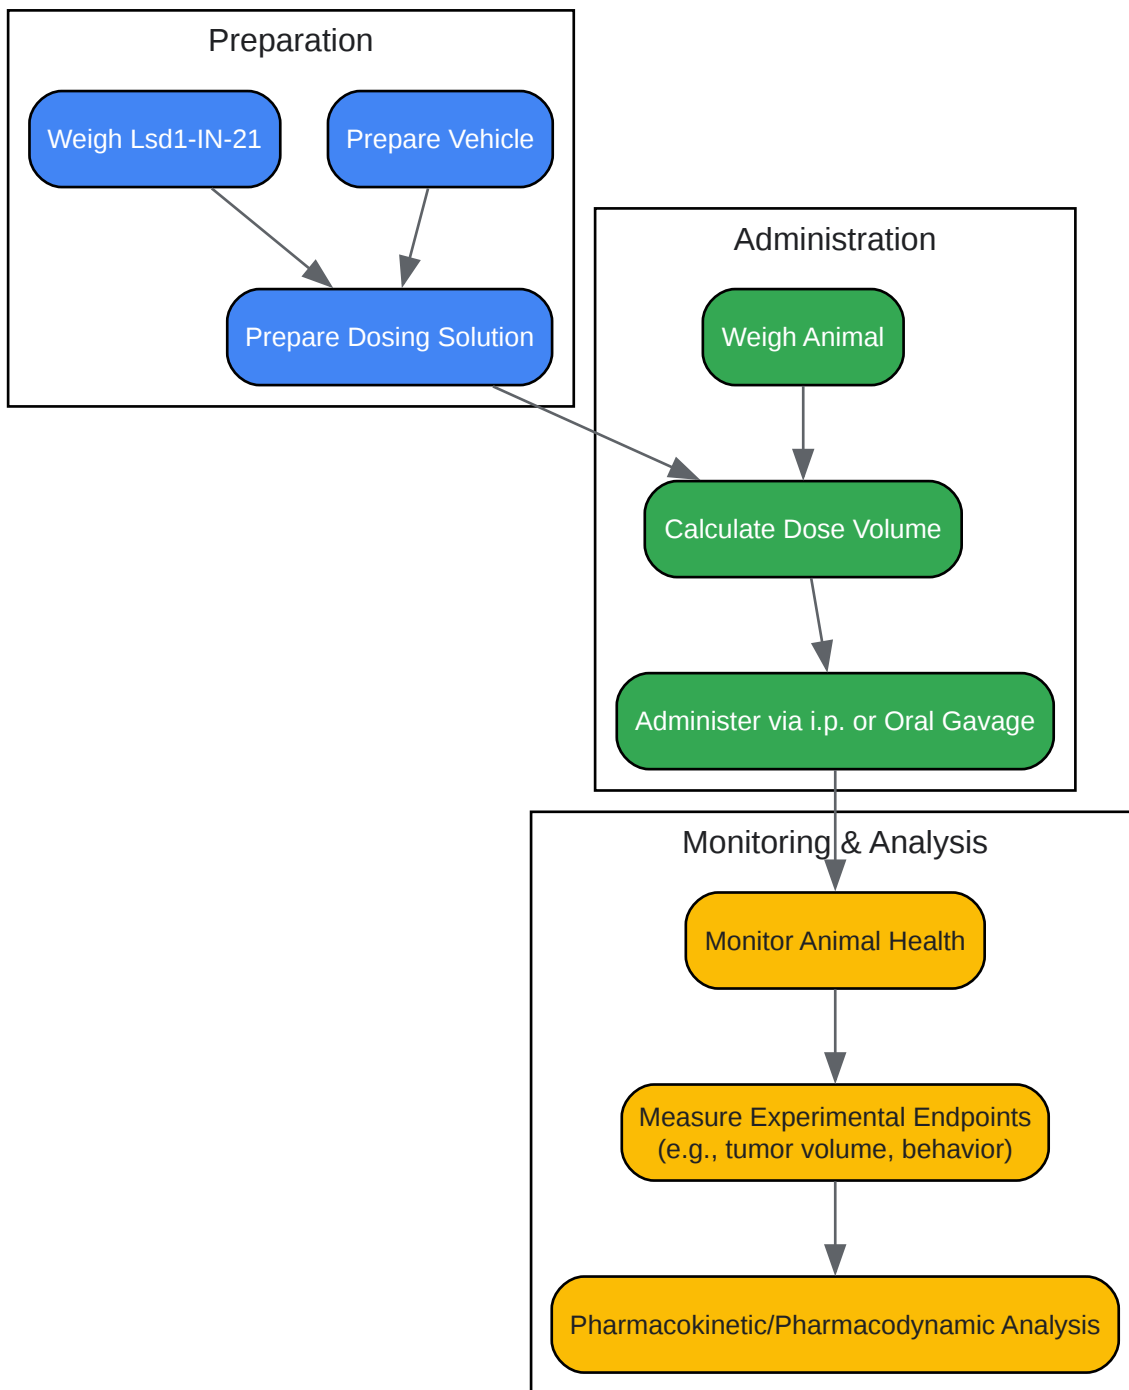 Preparation
Weigh Lsd1-IN-21
Prepare Vehicle
Prepare Dosing Solution
Administration
Weigh Animal
Calculate Dose Volume
Administer via i.p. or Oral Gavage
Monitoring & Analysis
Monitor Animal Health
Measure Experimental Endpoints
(e.g., tumor volume, behavior)
Pharmacokinetic/Pharmacodynamic Analysis